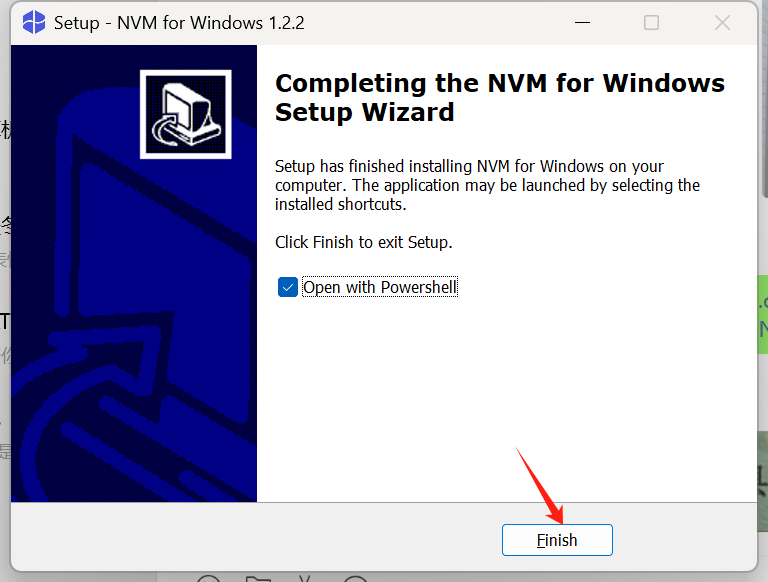 Setup - NVM for Windows 1.2.2
Completing the NVM for Windows
Setup Wizard
Setup has finished installing NVM for Windows on your
computer. The application may be launched by selecting the
installed shortcuts.
Click Finish to exit Setup.
Open with Powershell
Finish